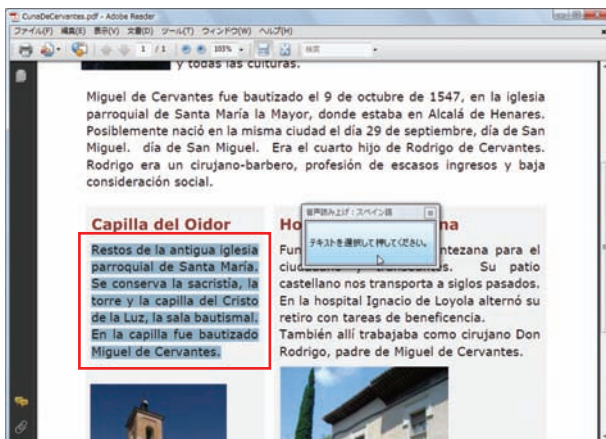 CunaDeCervantes.pdf - Adobe Reader
ファイル(F) 編集(E) 表示(V) 文書(D) ツール(T) ウィンドウ(W) ヘルプ(H)
1 / 1 103% 検索
y todas las culturas.
Miguel de Cervantes fue bautizado el 9 de octubre de 1547, en la iglesia
parroquial de Santa María la Mayor, donde estaba en Alcalá de Henares.
Posiblemente nació en la misma ciudad el día 29 de septiembre, día de San
Miguel. día de San Miguel. Era el cuarto hijo de Rodrigo de Cervantes.
Rodrigo era un cirujano-barbero, profesión de escasos ingresos y baja
consideración social.
Capilla del Oidor
Restos de la antigua iglesia
parroquial de Santa María.
Se conserva la sacristía, la
torre y la capilla del Cristo
de la Luz, la sala bautismal.
En la capilla fue bautizado
Miguel de Cervantes.
音声読み上げ：スペイン語
テキストを選択して押してください。
Ho na
Fun ntezana para el
Su patio
castellano nos transporta a siglos pasados.
En la hospital Ignacio de Loyola alternó su
retiro con tareas de beneficencia.
También allí trabajaba como cirujano Don
Rodrigo, padre de Miguel de Cervantes.